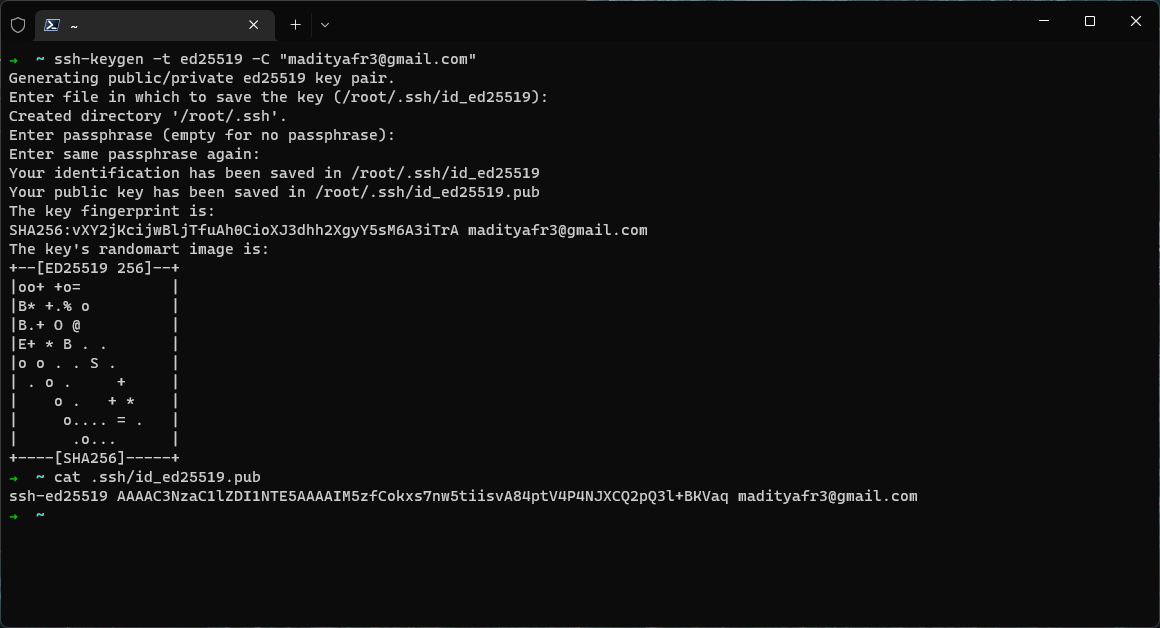 ~
→ ~ ssh-keygen -t ed25519 -C "madityafr3@gmail.com"
Generating public/private ed25519 key pair.
Enter file in which to save the key (/root/.ssh/id_ed25519):
Created directory '/root/.ssh'.
Enter passphrase (empty for no passphrase):
Enter same passphrase again:
Your identification has been saved in /root/.ssh/id_ed25519
Your public key has been saved in /root/.ssh/id_ed25519.pub
The key fingerprint is:
SHA256:vXY2jKcijwBljTfuAh0CioXJ3dhh2XgyY5sM6A3iTrA madityafr3@gmail.com
The key's randomart image is:
+--[ED25519 256]--+
|oo+ +o=          |
|B* +.% o         |
|B.+ O @          |
|E+ * B . .       |
|o o . . S .      |
| . o .     +     |
|    o .   + *    |
|     o.... = .   |
|      .o...      |
+----[SHA256]-----+
→ ~ cat .ssh/id_ed25519.pub
ssh-ed25519 AAAAC3NzaC1lZDI1NTE5AAAAIM5zfCokxs7nw5tiisvA84ptV4P4NJXCQ2pQ3l+BKVaq madityafr3@gmail.com
→ ~